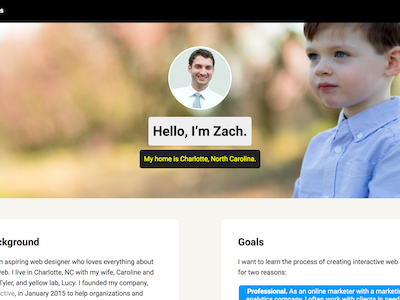 Hello, I'm Zach.
My home is Charlotte, North Carolina.
ckground
n aspiring web designer who loves everything about
eb. I live in Charlotte, NC with my wife, Caroline and
Tyler, and yellow lab, Lucy. I founded my company,
ective, in January 2015 to help organizations and
Goals
I want to learn the process of creating interactive web
for two reasons:
Professional. As an online marketer with a marketing
analytics company, I often work with clients in need